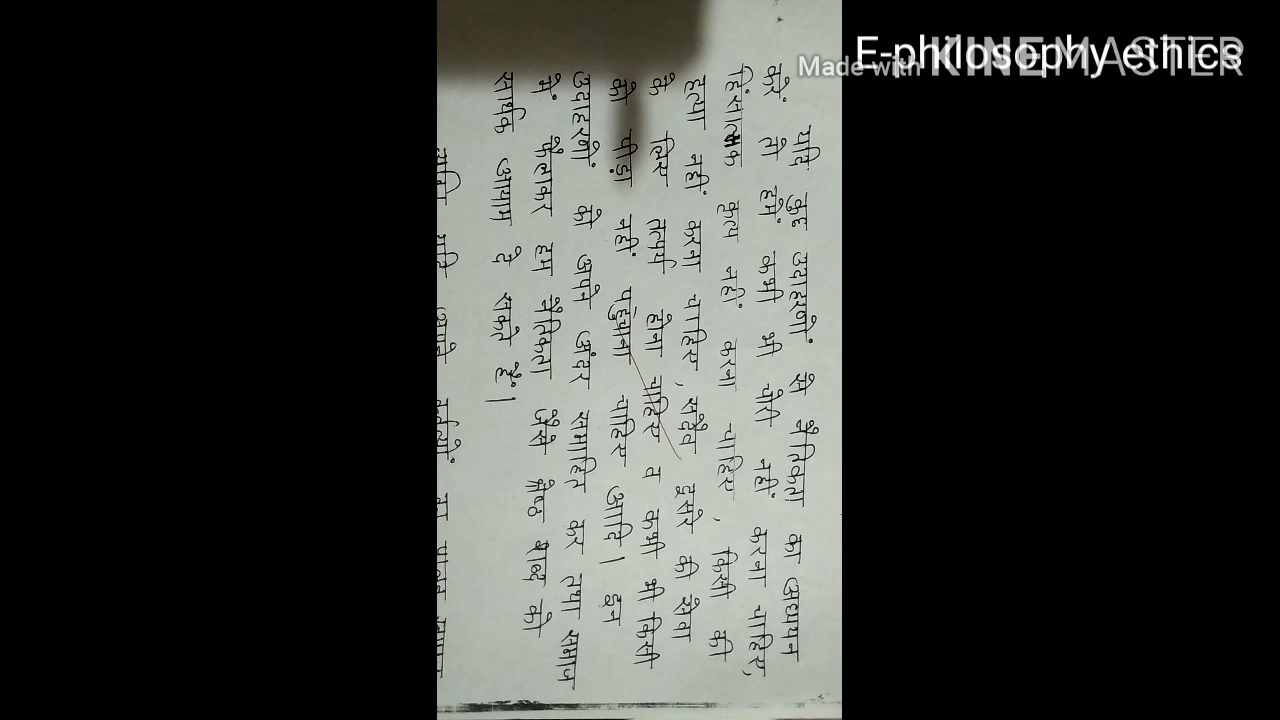 E-philosophy ethics
Made with KINEMASTER
यदि कुछ उदाहरणों से नैतिकता का अध्ययन
करें तो हमें कभी भी चोरी नहीं करना चाहिए,
हिंसात्मक कृत्य नहीं करना चाहिए, किसी की
हत्या नहीं करना चाहिए, सदैव दूसरे की सेवा
के लिए तत्पर होना चाहिए व कभी भी किसी
को पीड़ा नहीं पहुंचाना चाहिए आदि। इन
उदाहरणों को अपने अंदर समाहित कर तथा समाज
में फैलाकर हम नैतिकता जैसे श्रेष्ठ शब्द को
सार्थक आयाम दे सकते हैं।